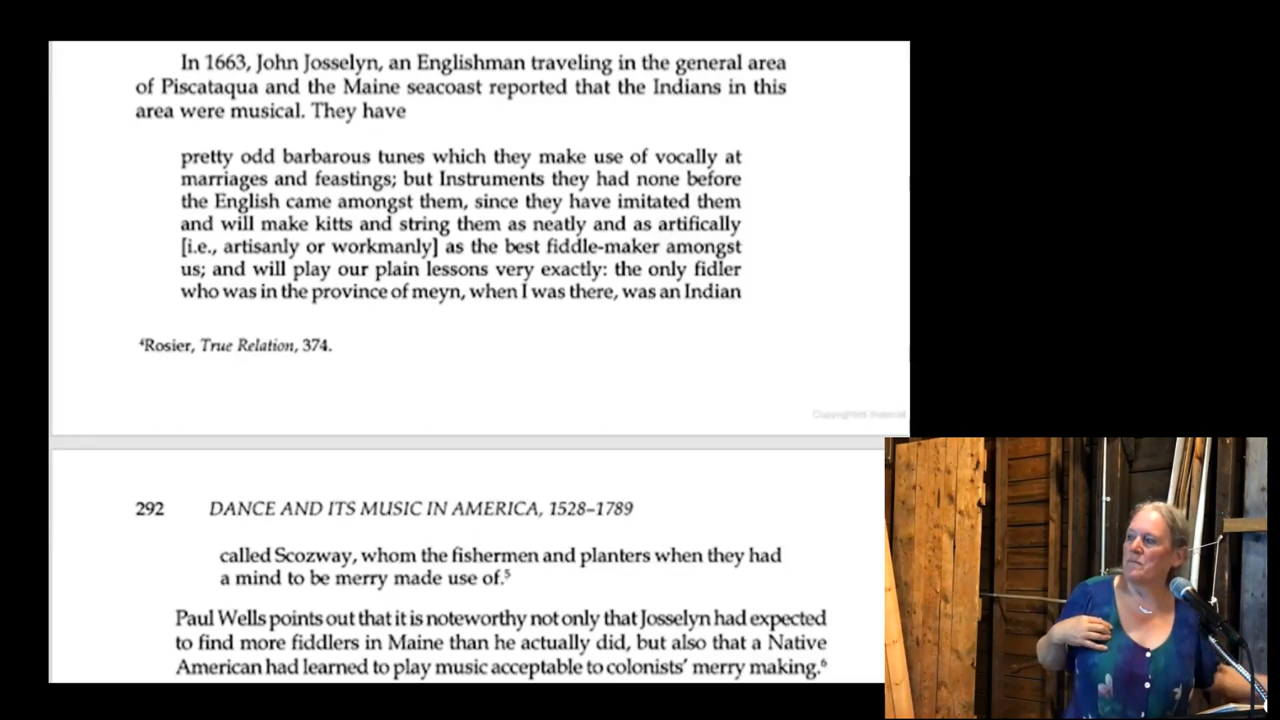 In 1663, John Josselyn, an Englishman traveling in the general area
of Piscataqua and the Maine seacoast reported that the Indians in this
area were musical. They have
pretty odd barbarous tunes which they make use of vocally at
marriages and feastings; but Instruments they had none before
the English came amongst them, since they have imitated them
and will make kitts and string them as neatly and as artifically
[i.e., artisanly or workmanly] as the best fiddle-maker amongst
us; and will play our plain lessons very exactly: the only fidler
who was in the province of meyn, when I was there, was an Indian
⁴Rosier, True Relation, 374.
Copyrighted material
292 DANCE AND ITS MUSIC IN AMERICA, 1528–1789
called Scozway, whom the fishermen and planters when they had
a mind to be merry made use of.⁵
Paul Wells points out that it is noteworthy not only that Josselyn had expected
to find more fiddlers in Maine than he actually did, but also that a Native
American had learned to play music acceptable to colonists' merry making.⁶